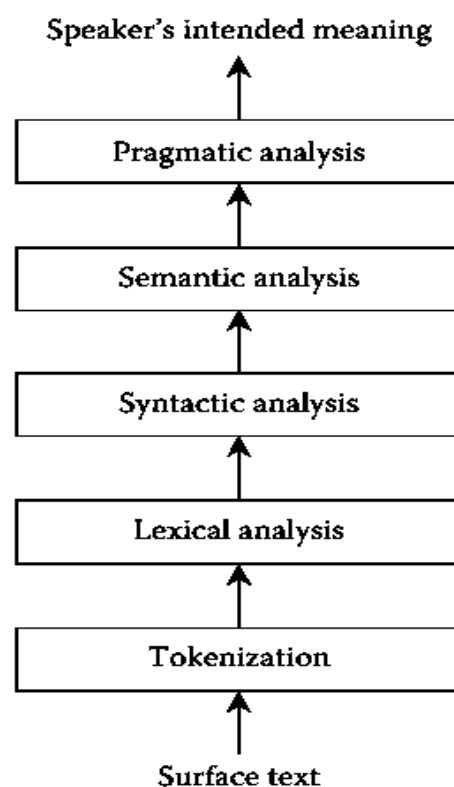 Speaker's intended meaning
Pragmatic analysis
Semantic analysis
Syntactic analysis
Lexical analysis
Tokenization
Surface text